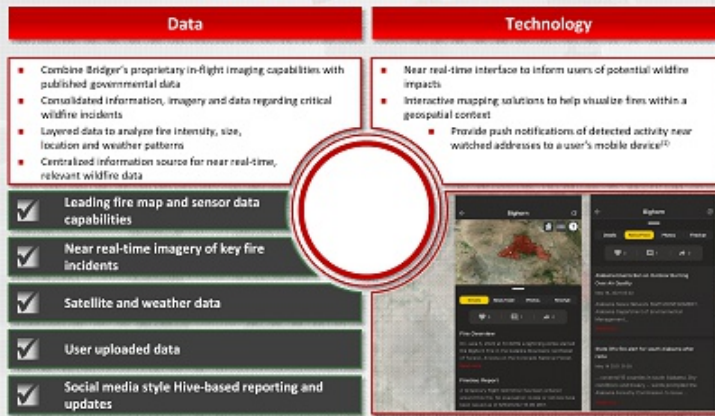 Data
Technology
Combine Bridger's proprietary in-flight imaging capabilities with
published governmental data
Consolidated information, imagery and data regarding critical
wildfire incidents
Layered data to analyze fire intensity, size,
location and weather patterns
Centralized information source for near real-time,
relevant wildfire data
Near real-time interface to inform users of potential wildfire
impacts
Interactive mapping solutions to help visualize fires within a
geospatial context
Provide push notifications of detected activity near
watched addresses to a user's mobile device(1)
Leading fire map and sensor data
capabilities
Near real-time imagery of key fire
incidents
Satellite and weather data
User uploaded data
Social media style Hive-based reporting and
updates
Bighorn
Fire Overview
Bighorn